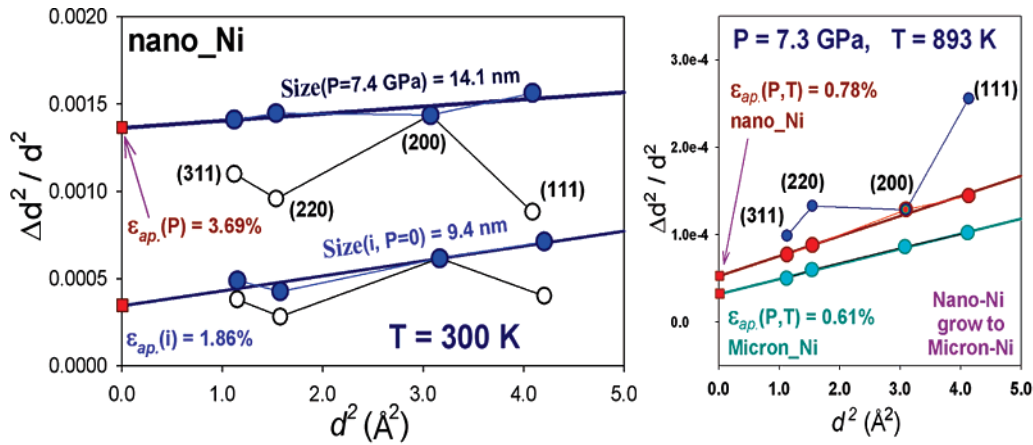 nano_Ni
Size(P=7.4 GPa) = 14.1 nm
(200)
(311)
(220)
(111)
εap.(P) = 3.69%
Size(i, P=0) = 9.4 nm
εap.(i) = 1.86%
T = 300 K
0.0020
0.0015
0.0010
0.0005
0.0000
Δd² / d²
0.0 1.0 2.0 3.0 4.0 5.0
d² (Å²)
P = 7.3 GPa, T = 893 K
3.0e-4
2.0e-4
1.0e-4
0.0
Δd² / d²
εap.(P,T) = 0.78%
nano_Ni
(111)
(220)
(200)
(311)
εap.(P,T) = 0.61%
Micron_Ni
Nano-Ni
grow to
Micron-Ni
0.0 1.0 2.0 3.0 4.0 5.0
d² (Å²)